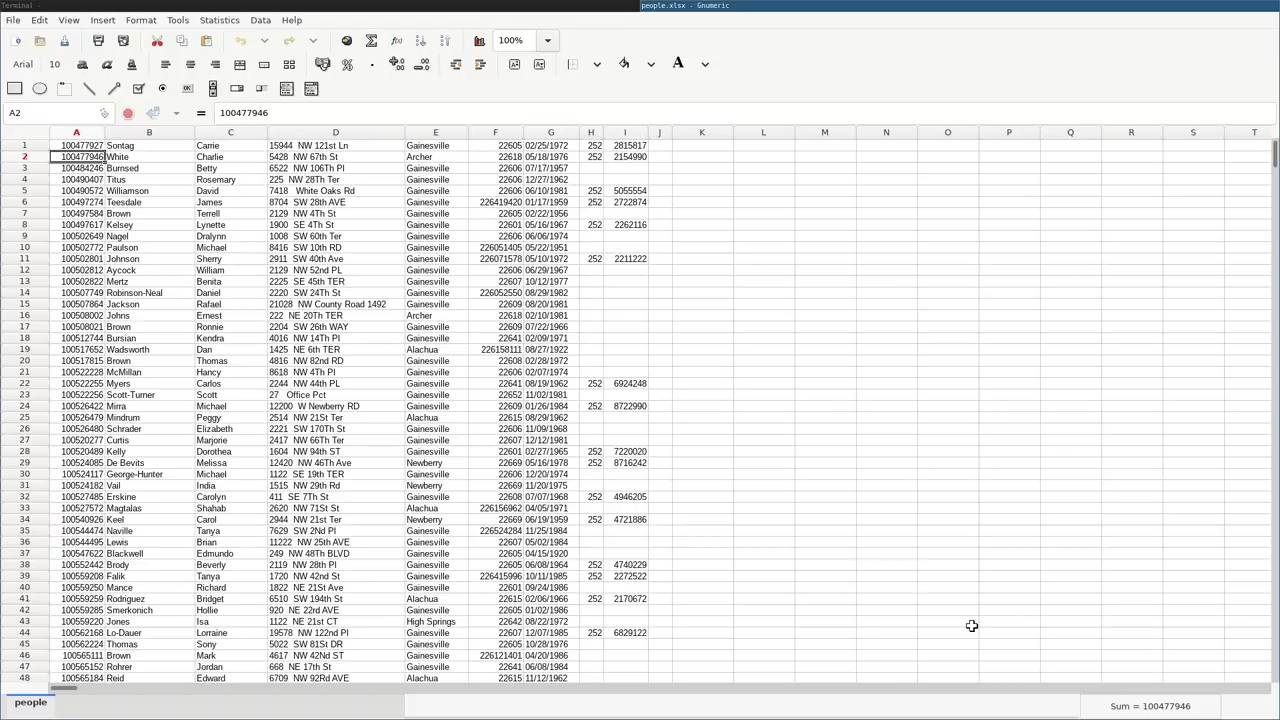 Terminal -
people.xlsx - Gnumeric
File Edit View Insert Format Tools Statistics Data Help
100%
Arial 10
A2 = 100477946
A B C D E F G H I J K L M N O P Q R S T
1 100477927 Sontag Carrie 15944 NW 121st Ln Gainesville 22605 02/25/1972 252 2815817
2 100477946 White Charlie 5428 NW 67th St Archer 22618 05/18/1976 252 2154990
3 100484246 Burnsed Betty 6522 NW 106Th Pl Gainesville 22606 07/17/1957
4 100490407 Titus Rosemary 225 NW 28Th Ter Gainesville 22606 12/27/1962
5 100490572 Williamson David 7418 White Oaks Rd Gainesville 22606 06/10/1981 252 5055554
6 100497274 Teesdale James 8704 SW 28th AVE Gainesville 226419420 01/17/1959 252 2722874
7 100497584 Brown Terrell 2129 NW 4Th St Gainesville 22605 02/22/1956
8 100497617 Kelsey Lynette 1900 SE 4Th St Gainesville 22601 05/16/1967 252 2262116
9 100502649 Nagel Dralynn 1008 SW 60th Ter Gainesville 22606 06/06/1974
10 100502772 Paulson Michael 8416 SW 10th RD Gainesville 226051405 05/22/1951
11 100502801 Johnson Sherry 2911 SW 40th Ave Gainesville 226071578 05/10/1972 252 2211222
12 100502812 Aycock William 2129 NW 52nd PL Gainesville 22606 06/29/1967
13 100502822 Mertz Benita 2225 SE 45th TER Gainesville 22607 10/12/1977
14 100507749 Robinson-Neal Daniel 2220 SW 24Th St Gainesville 226052550 08/29/1982
15 100507864 Jackson Rafael 21028 NW County Road 1492 Gainesville 22609 08/20/1981
16 100508002 Johns Ernest 222 NE 20Th TER Archer 22618 02/10/1981
17 100508021 Brown Ronnie 2204 SW 26th WAY Gainesville 22609 07/22/1966
18 100512744 Bursian Kendra 4016 NW 14Th Pl Gainesville 22641 02/09/1971
19 100517652 Wadsworth Dan 1425 NE 6th TER Alachua 226158111 08/27/1922
20 100517815 Brown Thomas 4816 NW 82nd RD Gainesville 22608 02/28/1972
21 100522228 McMillan Hancy 8618 NW 4Th Pl Gainesville 22606 02/07/1974
22 100522255 Myers Carlos 2244 NW 44th PL Gainesville 22641 08/19/1962 252 6924248
23 100522256 Scott-Turner Scott 27 Office Pct Gainesville 22652 11/02/1981
24 100526422 Mirra Michael 12200 W Newberry RD Gainesville 22609 01/26/1984 252 8722990
25 100526479 Mindrum Peggy 2514 NW 21St Ter Alachua 22615 08/29/1962
26 100526480 Schrader Elizabeth 2221 SW 170Th St Gainesville 22606 11/09/1968
27 100520277 Curtis Marjorie 2417 NW 66Th Ter Gainesville 22607 12/12/1981
28 100520489 Kelly Dorothea 1604 NW 94th ST Gainesville 22601 02/27/1965 252 7220020
29 100524085 De Bevits Melissa 12420 NW 46Th Ave Newberry 22669 05/16/1978 252 8716242
30 100524117 George-Hunter Michael 1122 SE 19th TER Gainesville 22606 12/20/1974
31 100524182 Vail India 1515 NW 29th Rd Newberry 22669 11/20/1975
32 100527485 Erskine Carolyn 411 SE 7Th St Gainesville 22608 07/07/1968 252 4946205
33 100527572 Magtalas Shahab 2620 NW 71St St Alachua 226156962 04/05/1971
34 100540926 Keel Carol 2944 NW 21st Ter Newberry 22669 06/19/1959 252 4721886
35 100544474 Naville Tanya 7629 SW 2Nd Pl Gainesville 226524284 11/25/1984
36 100544495 Lewis Brian 11222 NW 25th AVE Gainesville 22607 05/02/1984
37 100547622 Blackwell Edmundo 249 NW 48Th BLVD Gainesville 22605 04/15/1920
38 100552442 Brody Beverly 2119 NW 28th Pl Gainesville 22605 06/08/1964 252 4740229
39 100559208 Falik Tanya 1720 NW 42nd St Gainesville 226415996 10/11/1985 252 2272522
40 100559250 Mance Richard 1822 NE 21St Ave Gainesville 22601 09/24/1986
41 100559259 Rodriguez Bridget 6510 SW 194th St Alachua 22615 02/06/1966 252 2170672
42 100559285 Smerkonich Hollie 920 NE 22rd AVE Gainesville 22605 01/02/1986
43 100559220 Jones Isa 1122 NE 21st CT High Springs 22642 08/22/1972
44 100562168 Lo-Dauer Lorraine 19578 NW 122nd Pl Gainesville 22607 12/07/1985 252 6829122
45 100562224 Thomas Sony 5022 SW 81St DR Gainesville 22605 10/28/1976
46 100565111 Brown Mark 4617 NW 42Nd ST Gainesville 226121401 04/20/1986
47 100565152 Rohrer Jordan 668 NE 17th St Gainesville 22641 06/08/1984
48 100565184 Reid Edward 6709 NW 92Rd AVE Alachua 22615 11/12/1962
people
Sum = 100477946